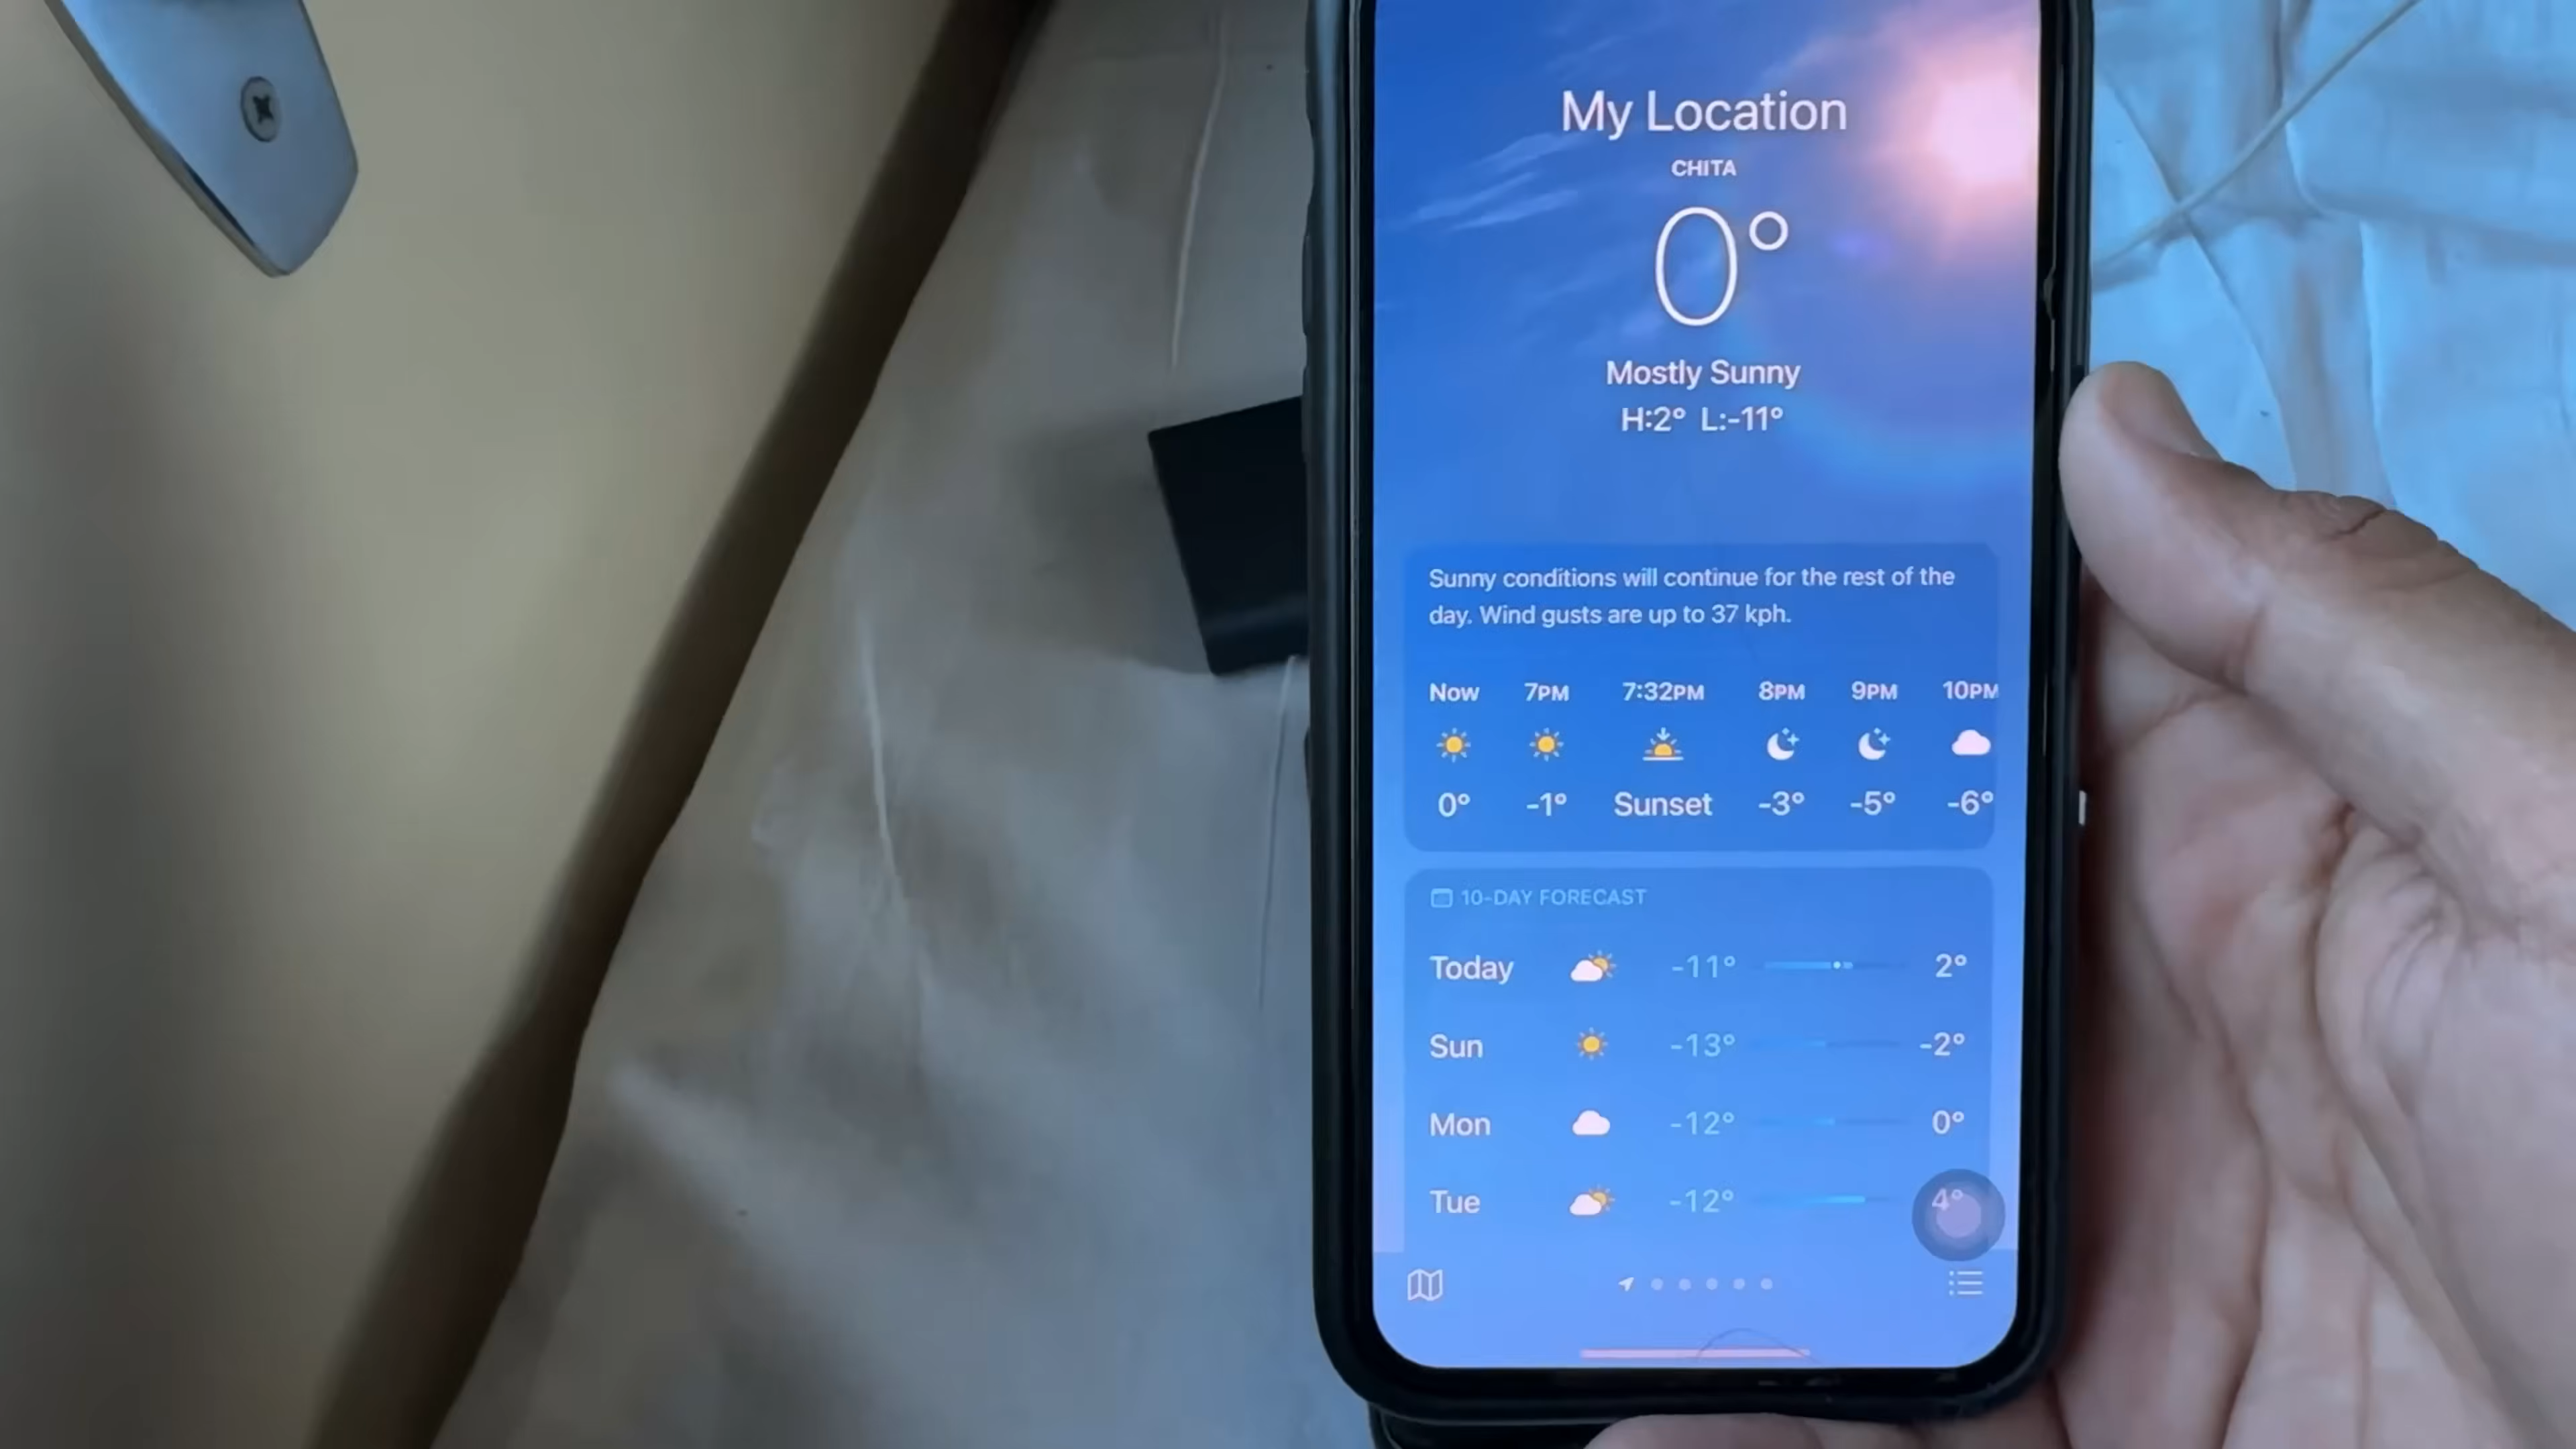 My Location
CHITA
0°
Mostly Sunny
H:2° L:-11°
Sunny conditions will continue for the rest of the
day. Wind gusts are up to 37 kph.
Now 7PM 7:32PM 8PM 9PM 10PM
0° -1° Sunset -3° -5° -6°
10-DAY FORECAST
Today -11° 2°
Sun -13° -2°
Mon -12° 0°
Tue -12° 4°